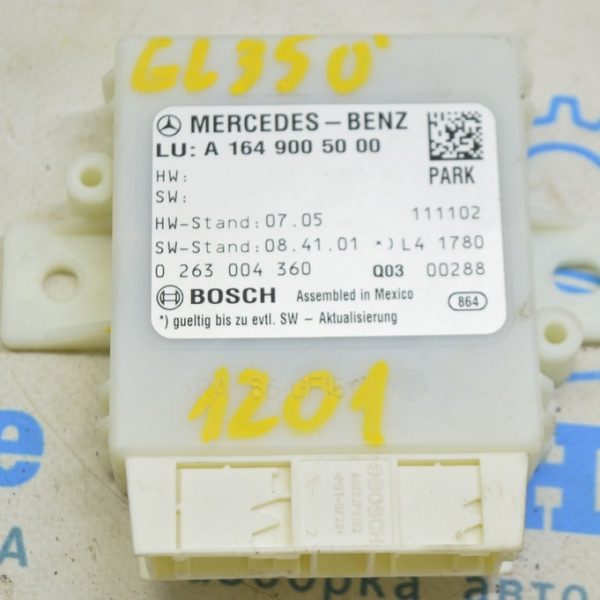 GL350
MERCEDES-BENZ
LU: A 164 900 50 00
PARK
HW:
SW:
HW-Stand: 07.05 111102
SW-Stand: 08.41.01 *) L4 1780
0 263 004 360 Q03 00288
BOSCH Assembled in Mexico 864
*) gueltig bis zu evtl. SW - Aktualisierung
1201
BOSCH
авто